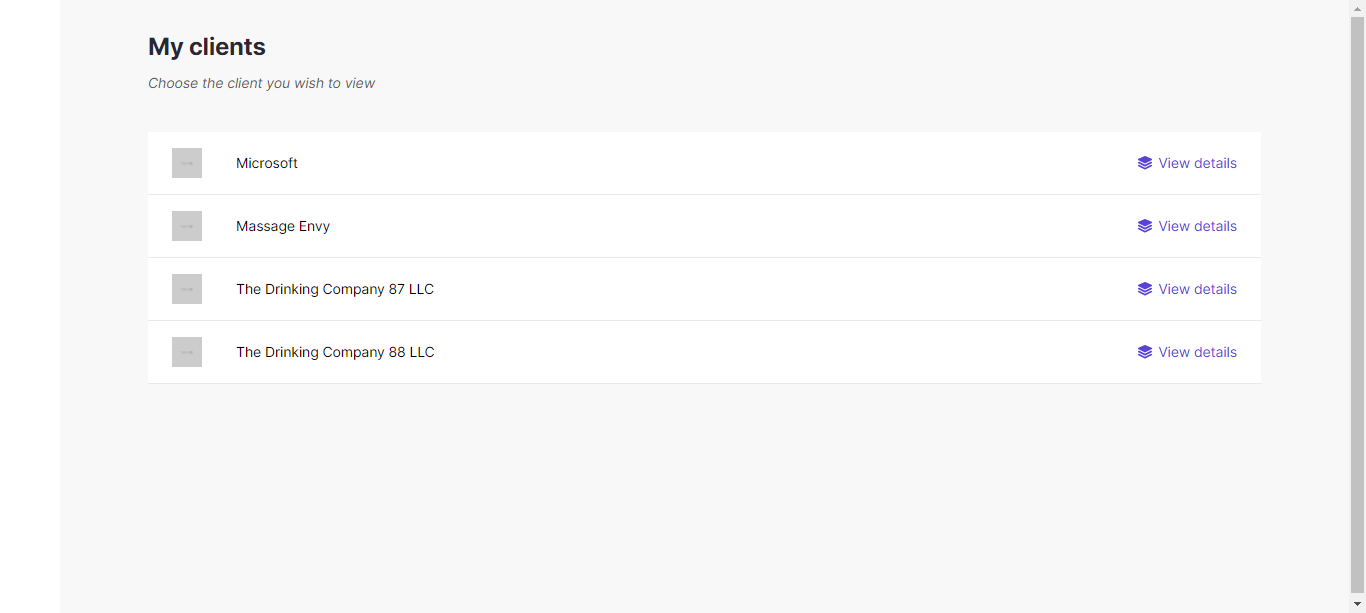 My clients
Choose the client you wish to view
Microsoft View details
Massage Envy View details
The Drinking Company 87 LLC View details
The Drinking Company 88 LLC View details